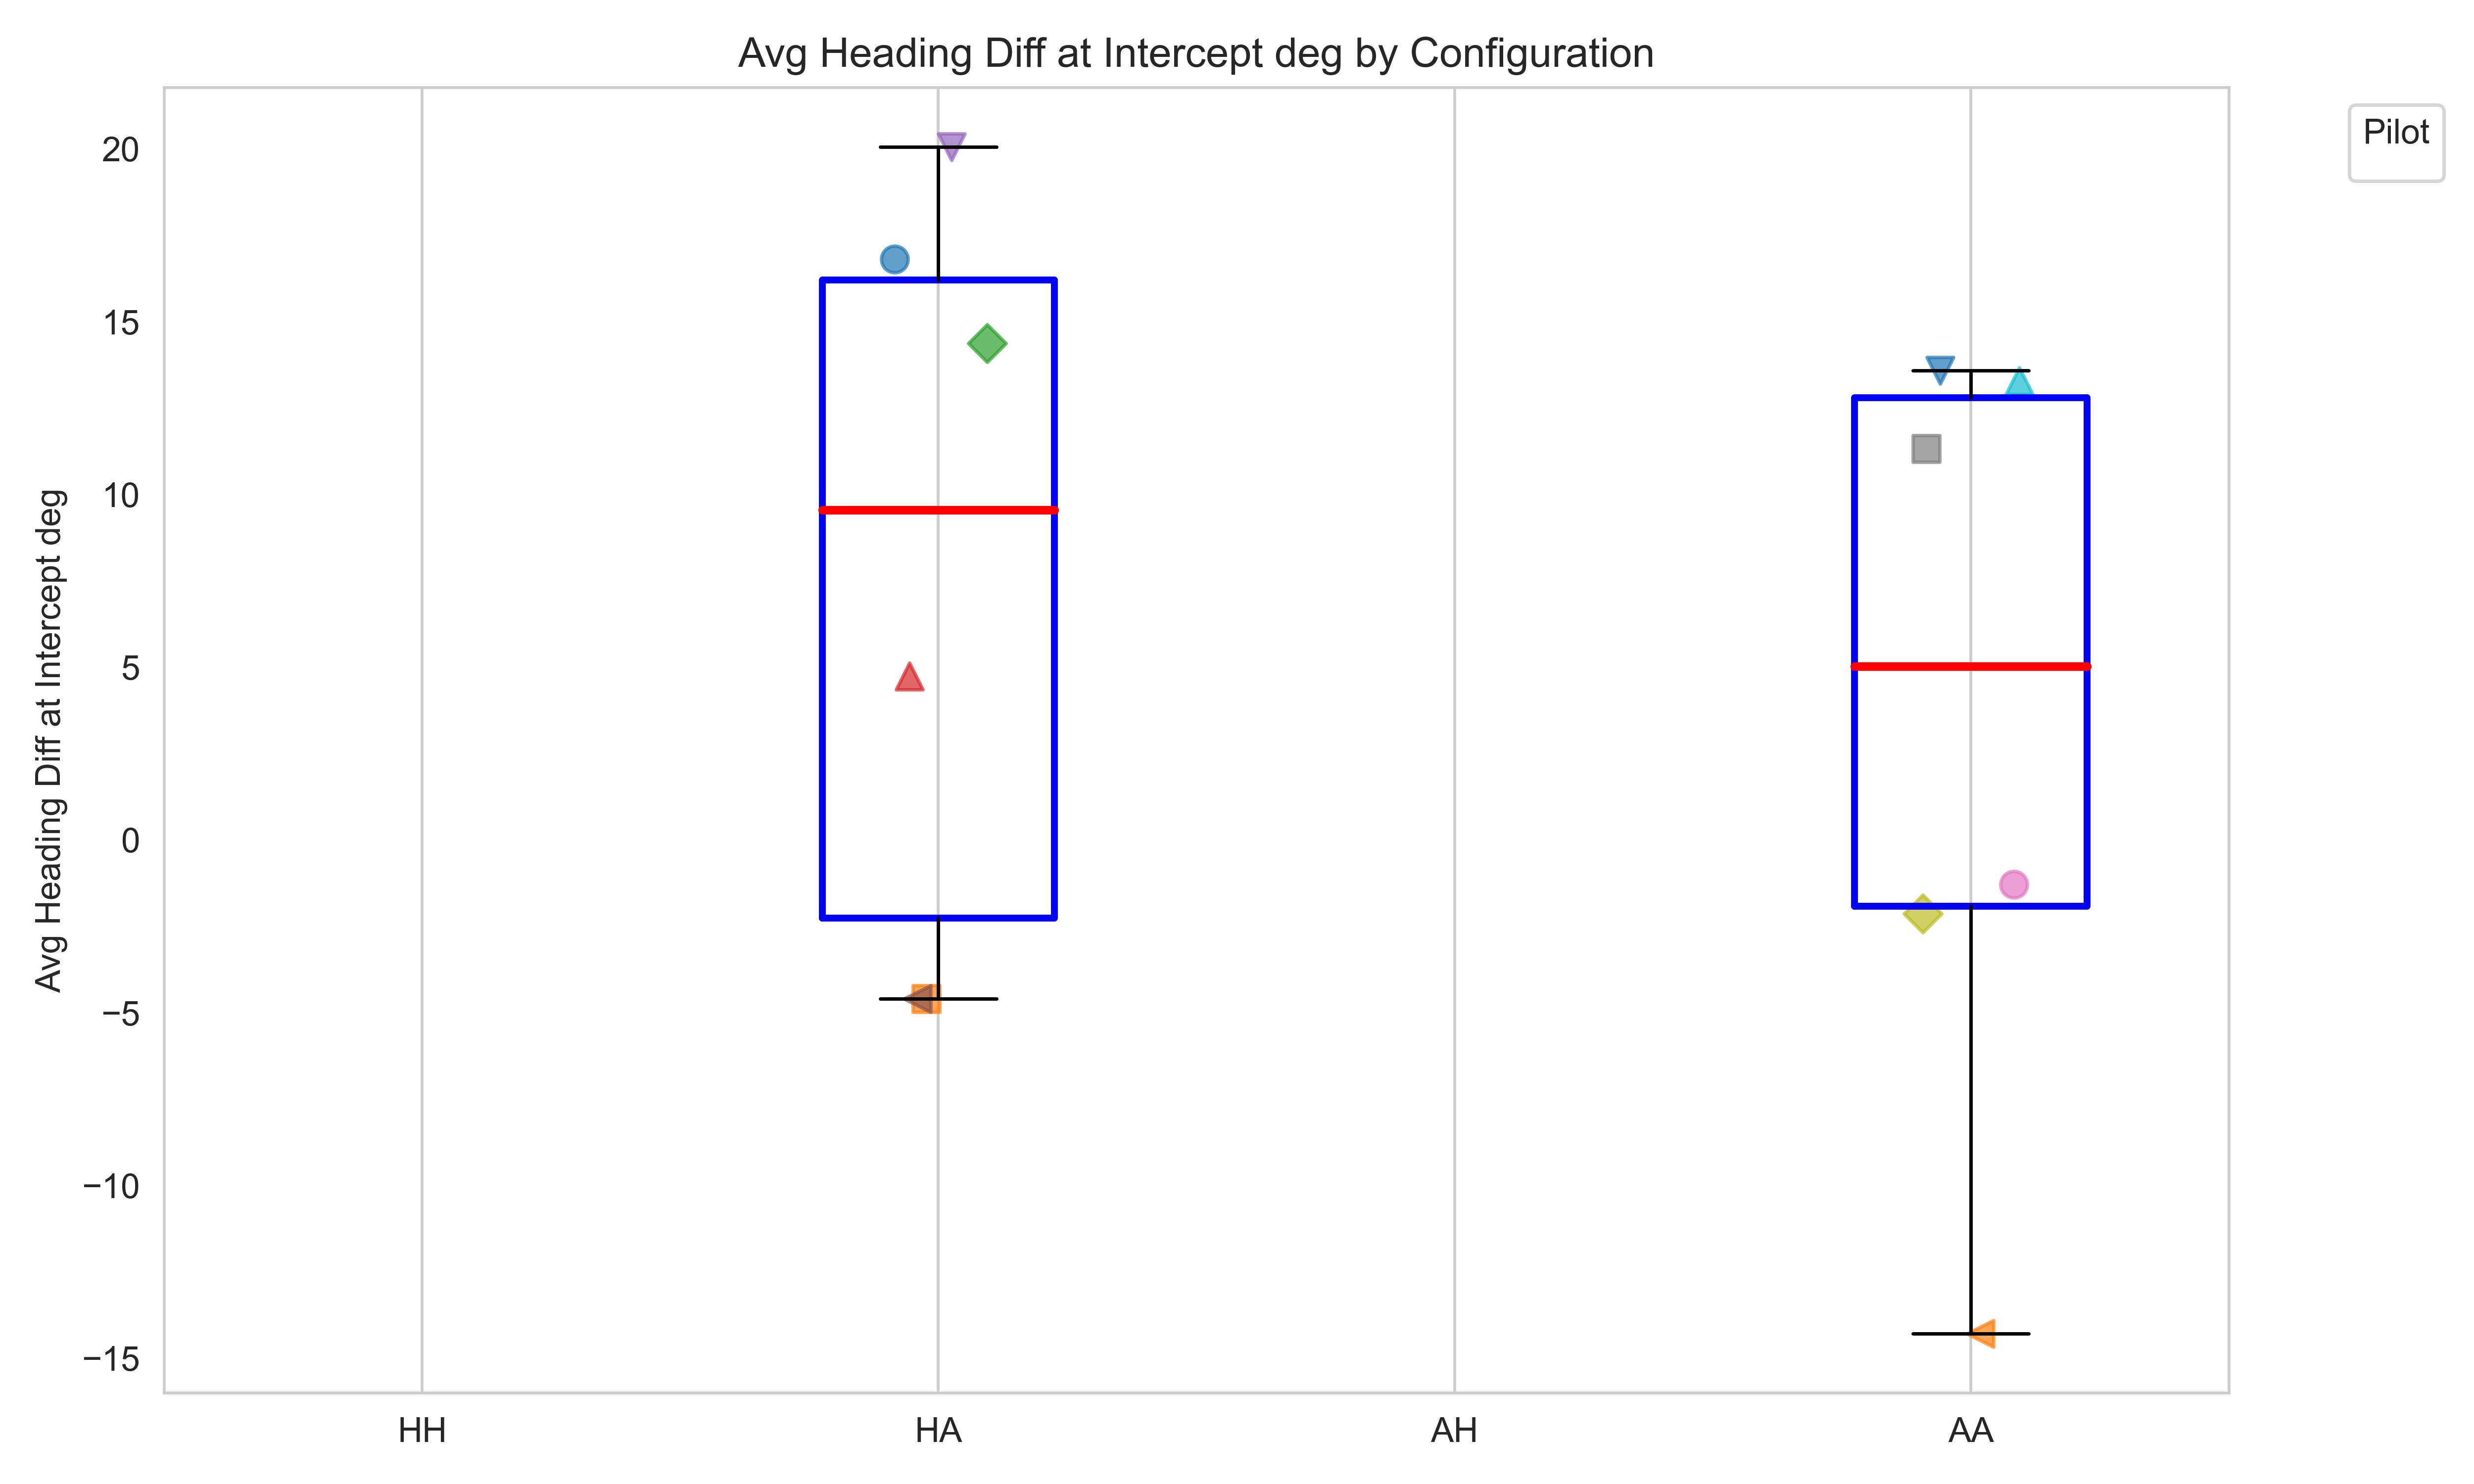 Avg Heading Diff at Intercept deg by Configuration
Pilot
Avg Heading Diff at Intercept deg
20
15
10
5
0
−5
−10
−15
HH
HA
AH
AA